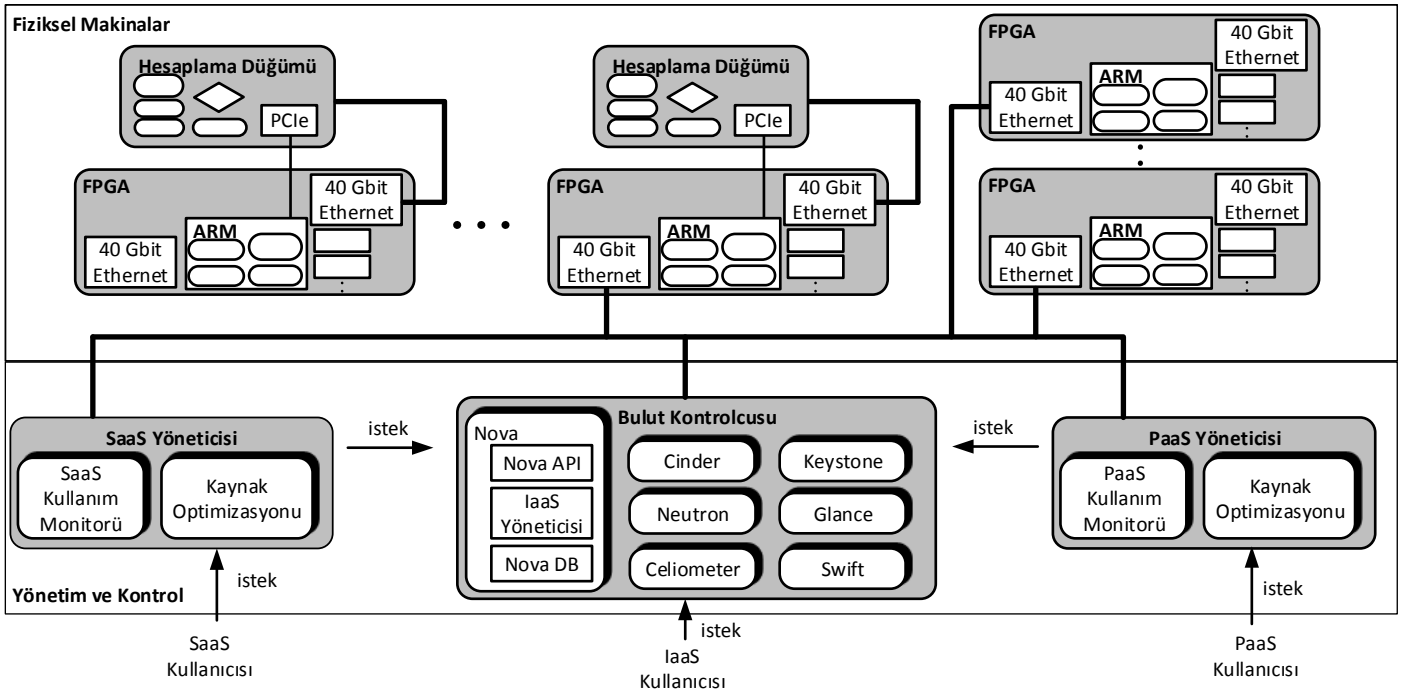 Fiziksel Makinalar
Hesaplama Düğümü
PCIe
FPGA
40 Gbit
Ethernet
ARM
40 Gbit
Ethernet
. . .
Hesaplama Düğümü
PCIe
FPGA
40 Gbit
Ethernet
ARM
40 Gbit
Ethernet
FPGA
40 Gbit
Ethernet
ARM
40 Gbit
Ethernet
FPGA
40 Gbit
Ethernet
ARM
40 Gbit
Ethernet
SaaS Yöneticisi
SaaS
Kullanım
Monitorü
Kaynak
Optimizasyonu
istek
Bulut Kontrolcusu
Nova
Nova API
IaaS
Yöneticisi
Nova DB
Cinder
Keystone
Neutron
Glance
Celiometer
Swift
istek
PaaS Yöneticisi
PaaS
Kullanım
Monitorü
Kaynak
Optimizasyonu
Yönetim ve Kontrol
istek
SaaS
Kullanıcısı
istek
IaaS
Kullanıcısı
istek
PaaS
Kullanıcısı